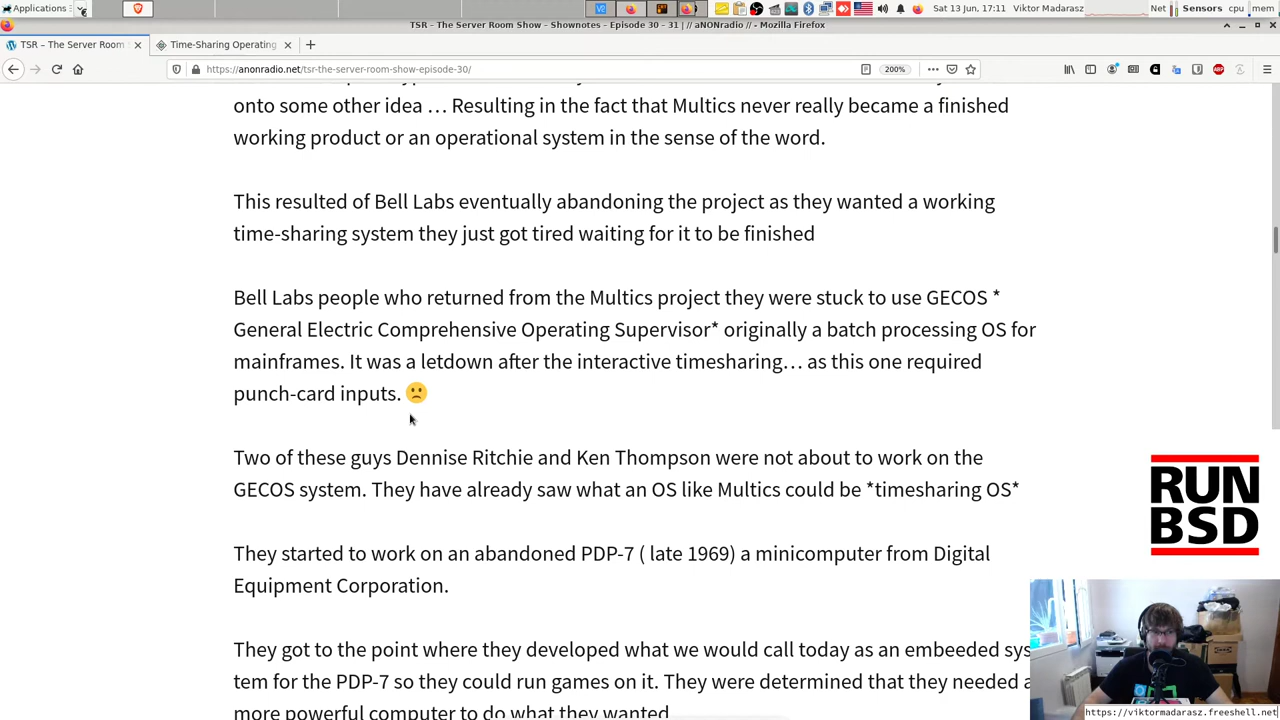 Applications
Sat 13 Jun, 17:11 Viktor Madarasz Net Sensors cpu mem
TSR – The Server Room Show – Shownotes – Episode 30 – 31 | // aNONradio // - Mozilla Firefox
TSR – The Server Room × Time-Sharing Operating × +
https://anonradio.net/tsr-the-server-room-show-episode-30/ 200%
onto some other idea … Resulting in the fact that Multics never really became a finished
working product or an operational system in the sense of the word.
This resulted of Bell Labs eventually abandoning the project as they wanted a working
time-sharing system they just got tired waiting for it to be finished
Bell Labs people who returned from the Multics project they were stuck to use GECOS *
General Electric Comprehensive Operating Supervisor* originally a batch processing OS for
mainframes. It was a letdown after the interactive timesharing… as this one required
punch-card inputs. 🙁
Two of these guys Dennise Ritchie and Ken Thompson were not about to work on the
GECOS system. They have already saw what an OS like Multics could be *timesharing OS*
RUN
BSD
They started to work on an abandoned PDP-7 ( late 1969) a minicomputer from Digital
Equipment Corporation.
They got to the point where they developed what we would call today as an embeeded sys
tem for the PDP-7 so they could run games on it. They were determined that they needed a
more powerful computer to do what they wanted
https://viktormadarasz.freeshell.net